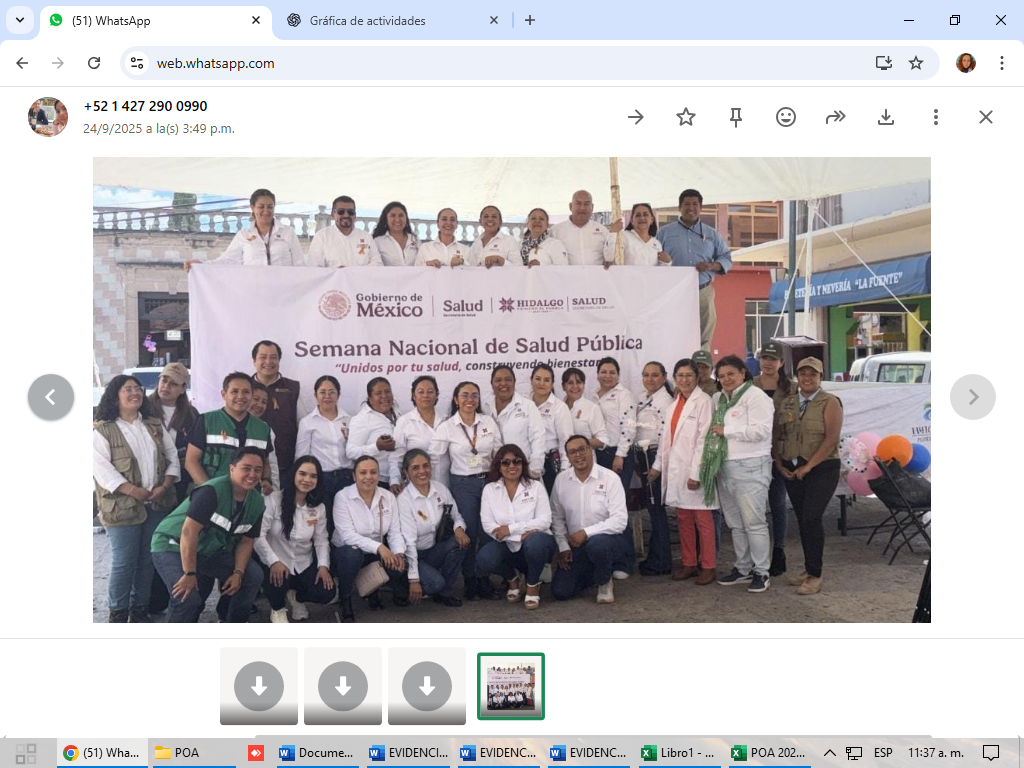 (51) WhatsApp
Gráfica de actividades
web.whatsapp.com
+52 1 427 290 0990
24/9/2025 a la(s) 3:49 p.m.
Gobierno de
México
Salud
HIDALGO
SALUD
Semana Nacional de Salud Pública
"Unidos por tu salud, construyendo bienestar"
Y NEVERÍA "LA FUENTE"
(51) Wha...
POA
Docume...
EVIDENCI...
EVIDENC...
EVIDENC...
Libro1 - ...
POA 202...
ESP
11:37 a. m.